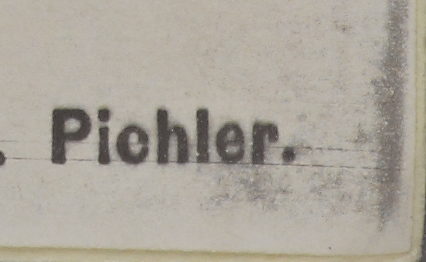 . Pichler.